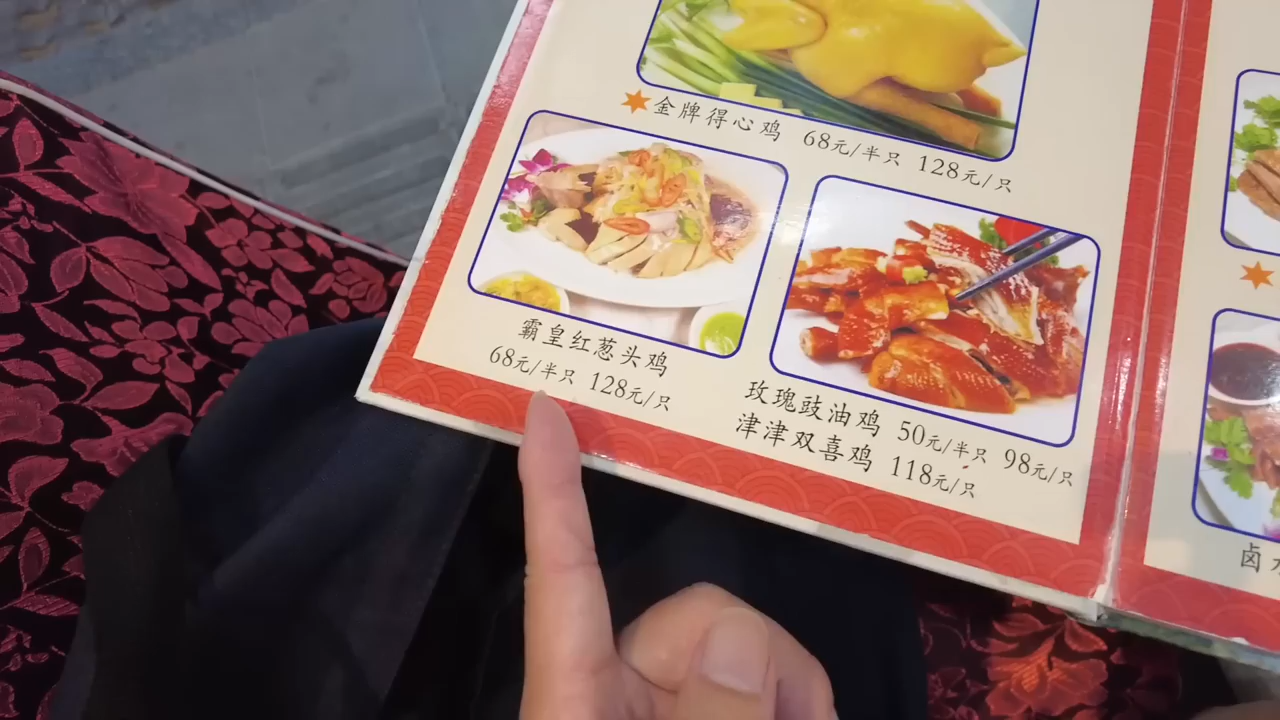 金牌得心鸡 68元/半只 128元/只
霸皇红葱头鸡
68元/半只 128元/只
玫瑰豉油鸡 50元/半只 98元/只
津津双喜鸡 118元/只
卤水